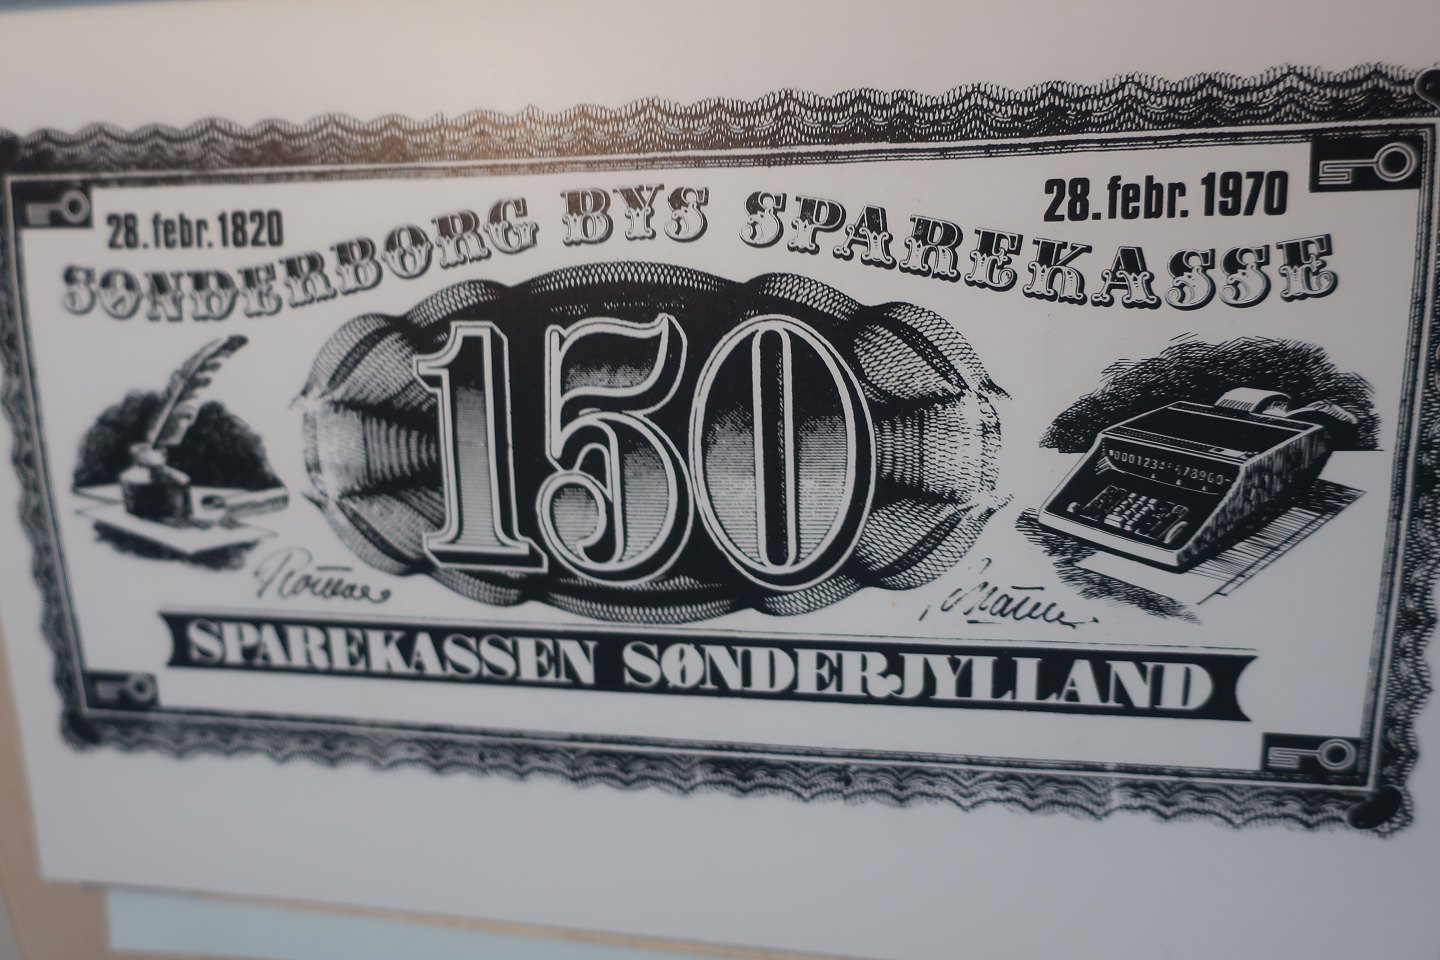 28. febr. 1820
28. febr. 1970
SØNDERBORG BYS SPAREKASSE
150
SPAREKASSEN SØNDERJYLLAND